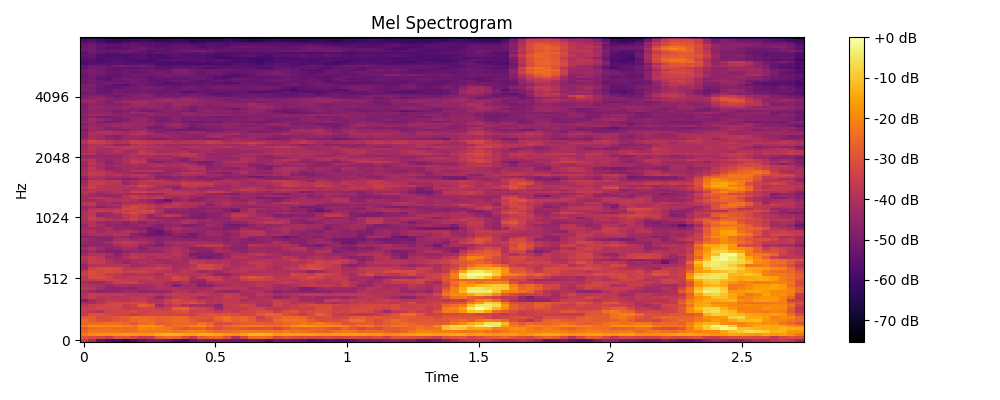 Mel Spectrogram
+0 dB
-10 dB
-20 dB
-30 dB
-40 dB
-50 dB
-60 dB
-70 dB
Hz
4096
2048
1024
512
0
0 0.5 1 1.5 2 2.5
Time